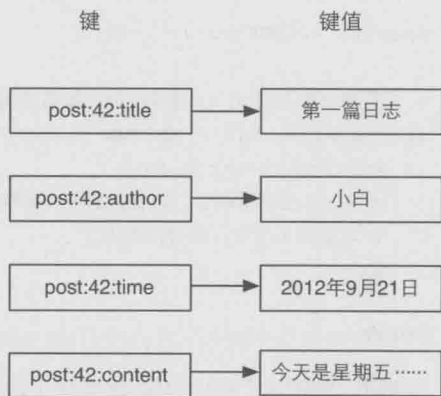 键 键值
post:42:title 第一篇日志
post:42:author 小白
post:42:time 2012年9月21日
post:42:content 今天是星期五······